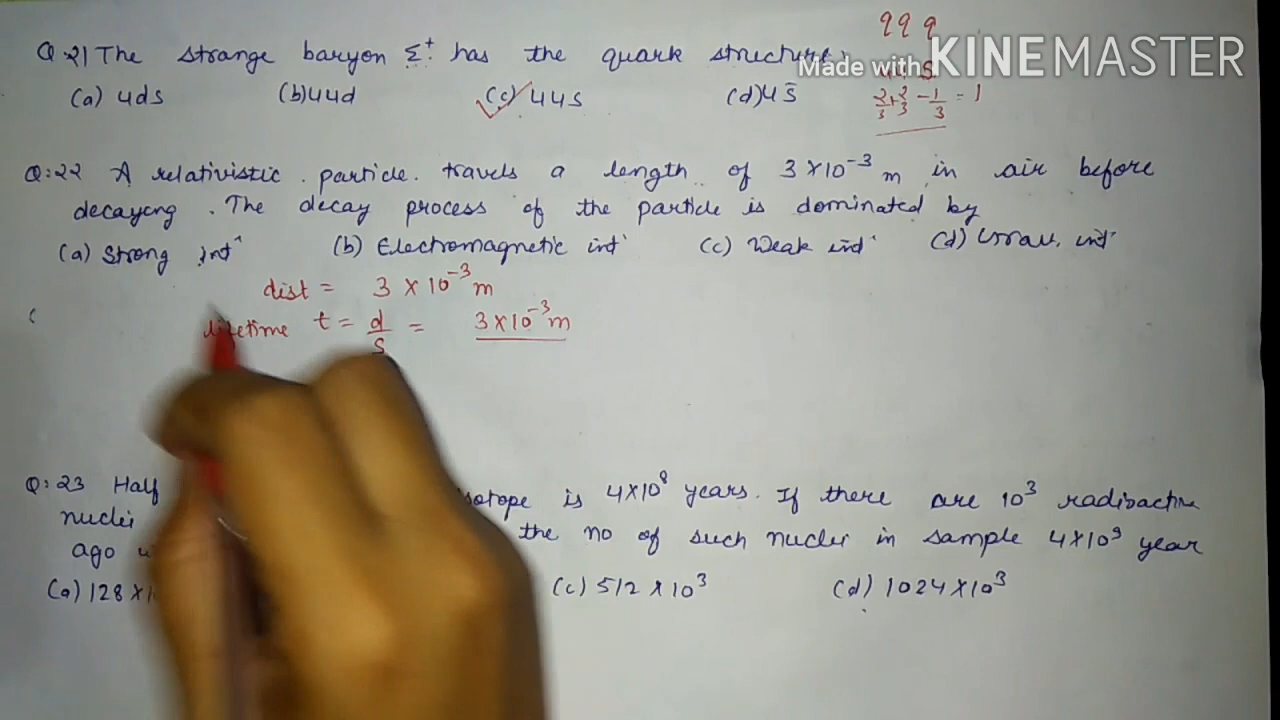 q q q
Q.21 The strange baryon Σ⁺ has the quark structure.
Made with KINEMASTER
(a) uds (b) uud (c) uus (d) u s̄
2/3 + 2/3 - 1/3 = 1
Q:22 A relativistic particle travels a length of 3×10⁻³ m in air before
decayeng. The decay process of the particle is dominated by
(a) Strong int (b) Electromagnetic int (c) Weak int (d) Grav. int
dist = 3 × 10⁻³ m
lifetime t = d/s = 3×10⁻³m
Q:23 Half isotope is 4×10⁸ years. If there are 10³ radioactive
nuclei the no of such nuclei in sample 4×10⁹ year
ago
(a) 128 × (c) 512 × 10³ (d) 1024×10³